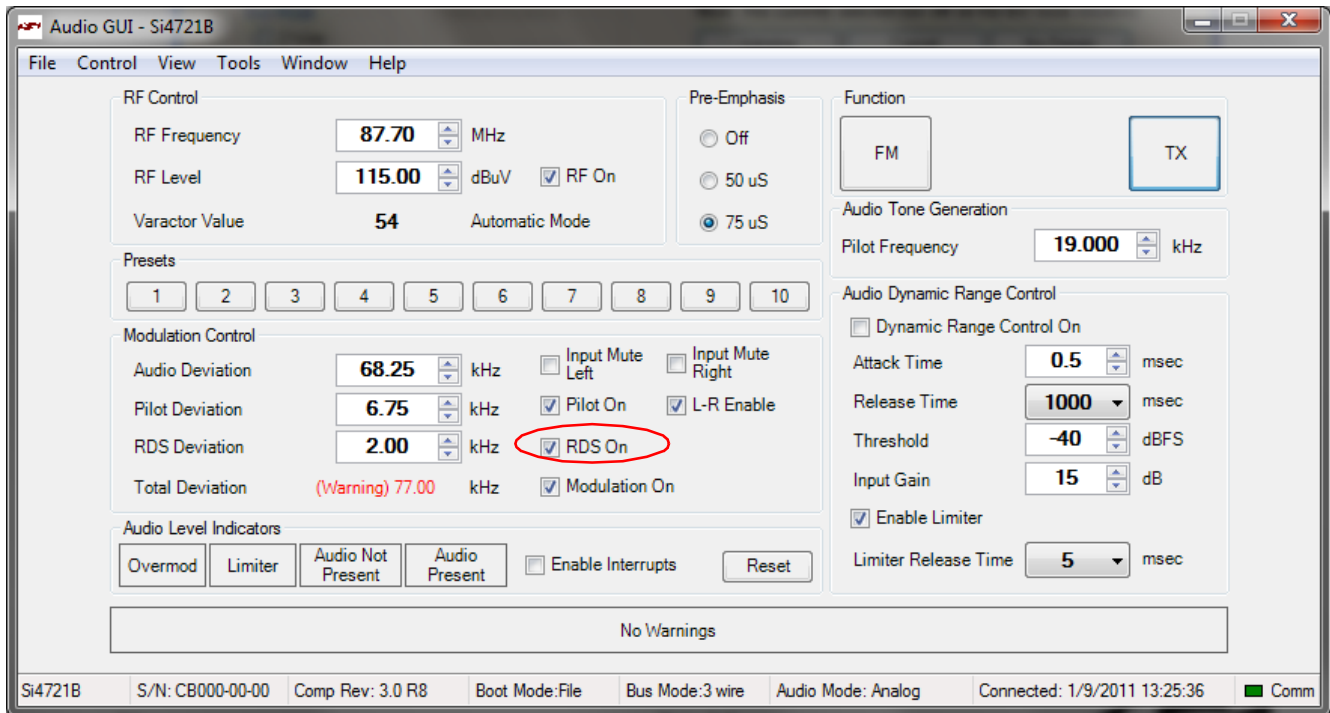 Audio GUI - Si4721B
File Control View Tools Window Help
RF Control
RF Frequency 87.70 MHz
RF Level 115.00 dBuV RF On
Varactor Value 54 Automatic Mode
Pre-Emphasis
Off
50 uS
75 uS
Function
FM TX
Audio Tone Generation
Pilot Frequency 19.000 kHz
Presets
1 2 3 4 5 6 7 8 9 10
Modulation Control
Audio Deviation 68.25 kHz Input Mute Left Input Mute Right
Pilot Deviation 6.75 kHz Pilot On L-R Enable
RDS Deviation 2.00 kHz RDS On
Total Deviation (Warning) 77.00 kHz Modulation On
Audio Dynamic Range Control
Dynamic Range Control On
Attack Time 0.5 msec
Release Time 1000 msec
Threshold -40 dBFS
Input Gain 15 dB
Enable Limiter
Limiter Release Time 5 msec
Audio Level Indicators
Overmod Limiter Audio Not Present Audio Present Enable Interrupts Reset
No Warnings
Si4721B S/N: CB000-00-00 Comp Rev: 3.0 R8 Boot Mode:File Bus Mode:3 wire Audio Mode: Analog Connected: 1/9/2011 13:25:36 Comm